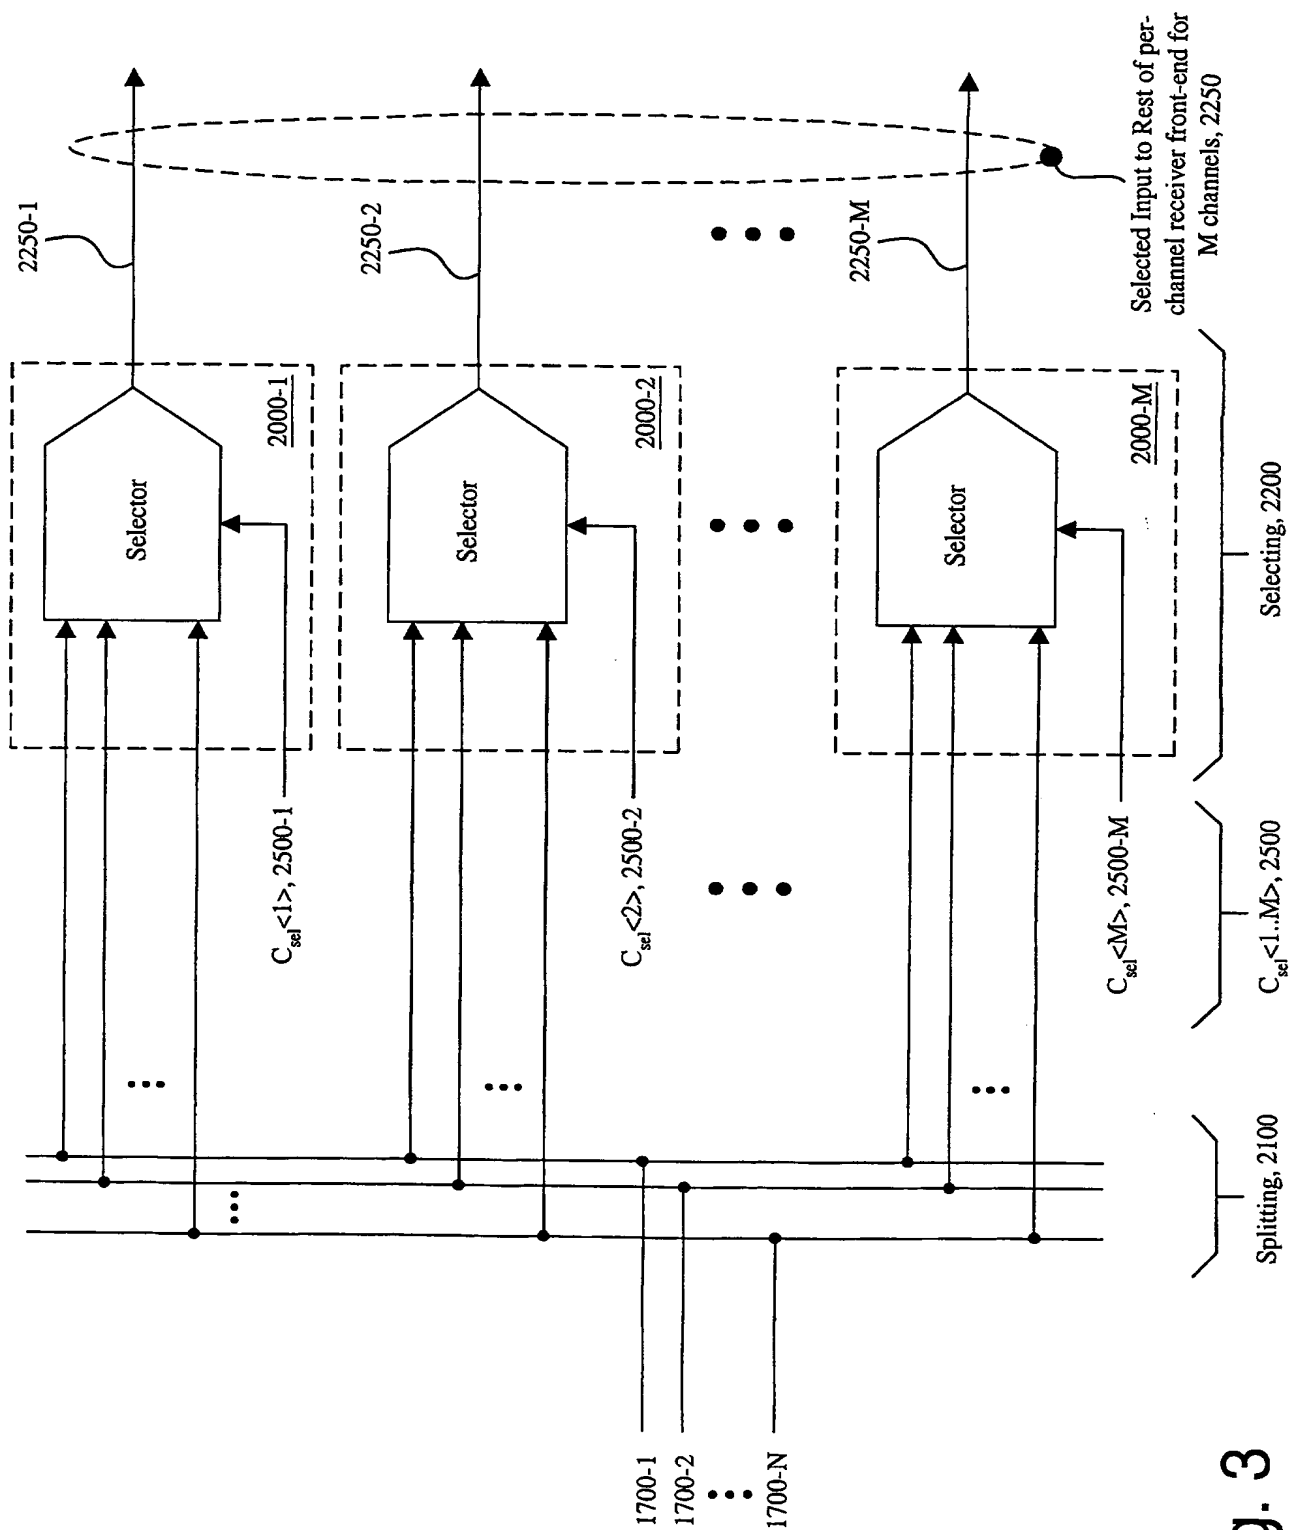 2250-1
2000-1
Selector
C_sel<1>, 2500-1
2250-2
2000-2
Selector
C_sel<2>, 2500-2
2250-M
2000-M
Selector
C_sel<M>, 2500-M
1700-1
1700-2
1700-N
Splitting, 2100
C_sel<1..M>, 2500
Selecting, 2200
Selected Input to Rest of per-
channel receiver front-end for
M channels, 2250
g. 3